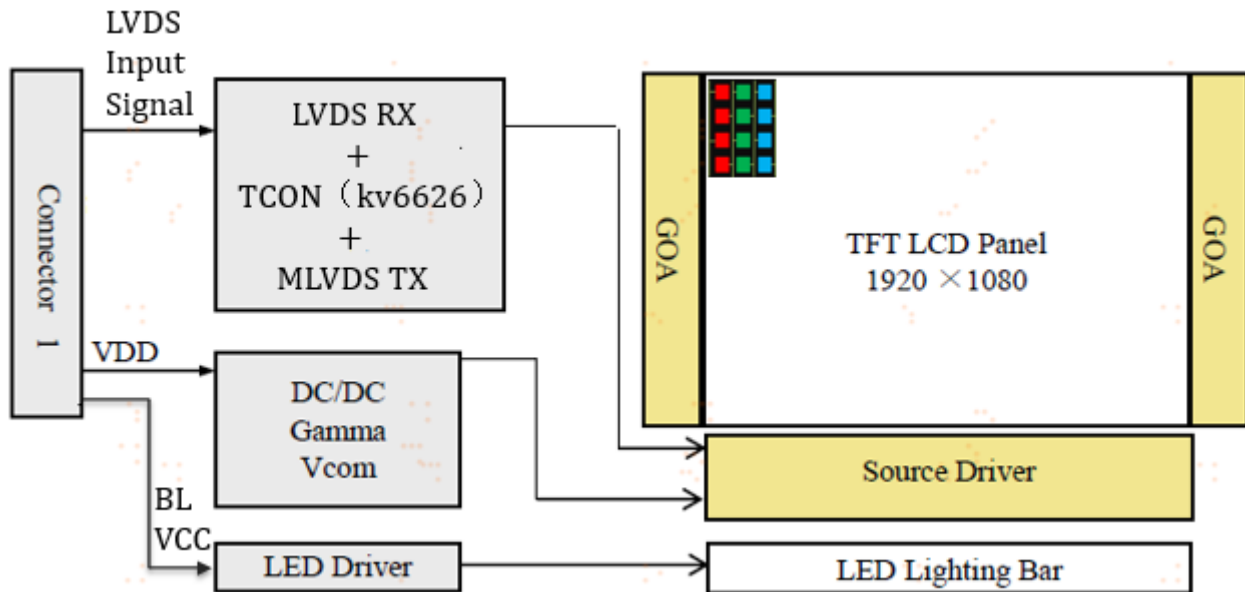 LVDS
Input
Signal
Connector 1
LVDS RX
+
TCON（kv6626）
+
MLVDS TX
VDD
DC/DC
Gamma
Vcom
BL
VCC
LED Driver
GOA
TFT LCD Panel
1920 ×1080
GOA
Source Driver
LED Lighting Bar